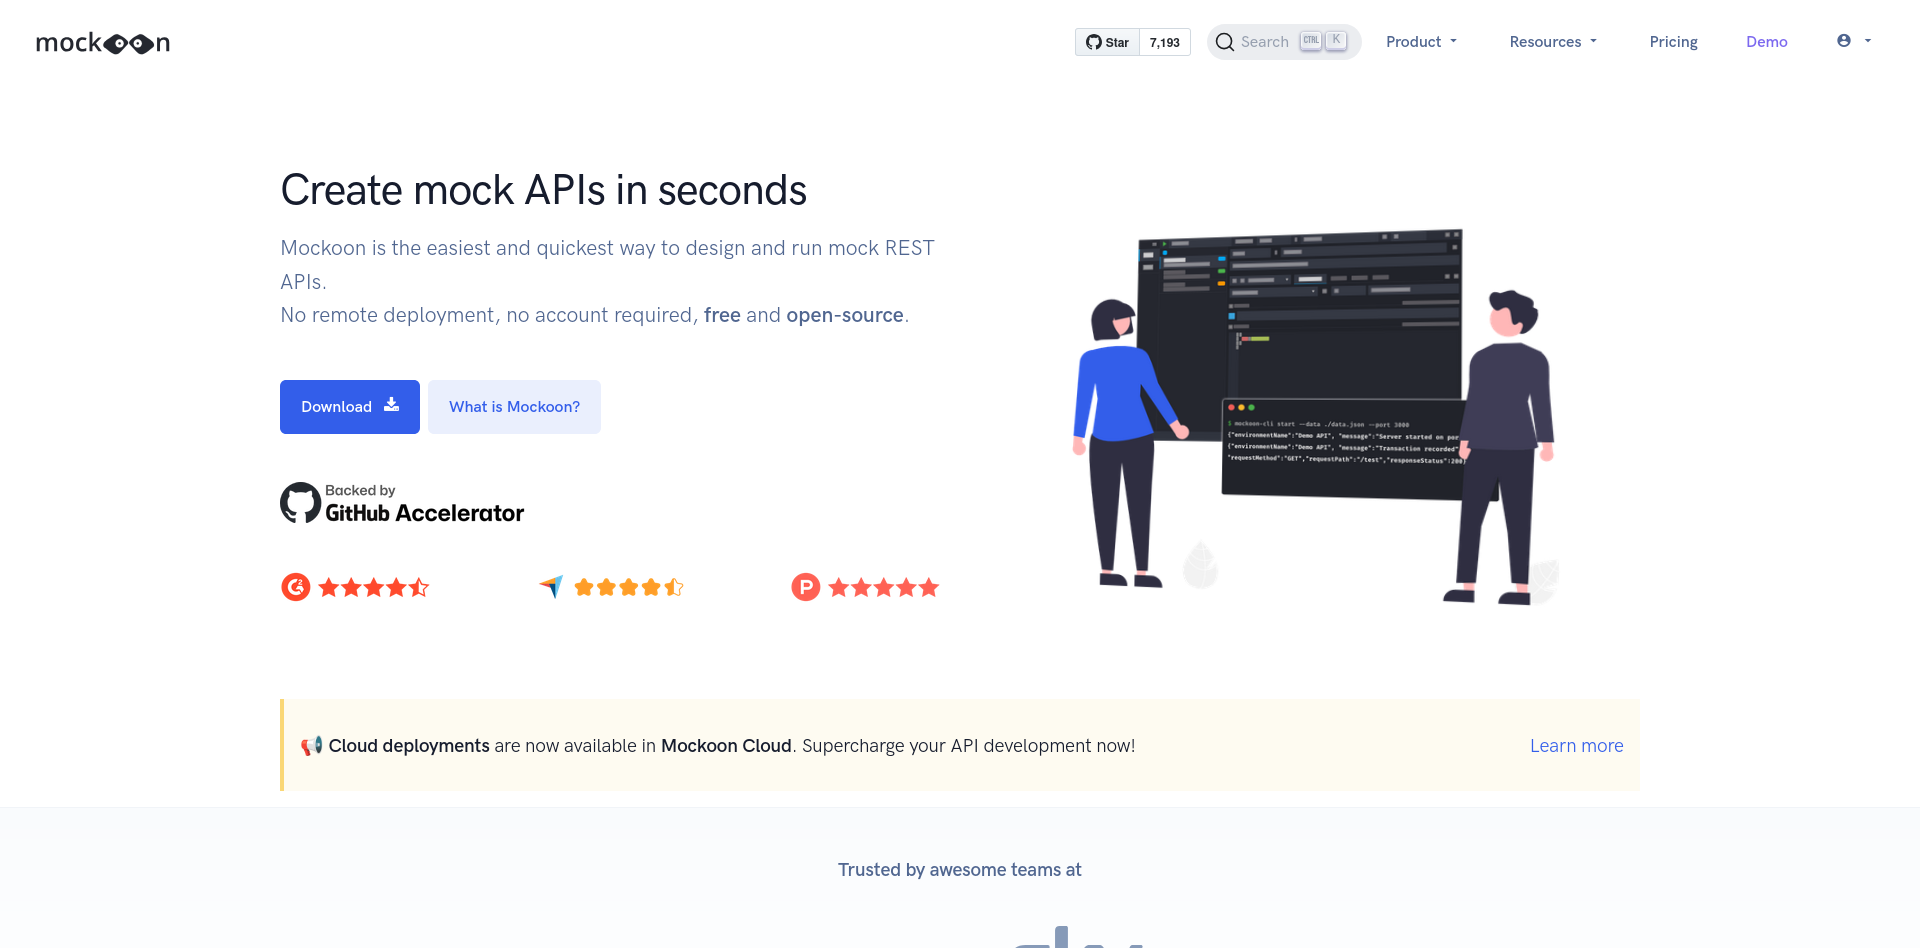 mockoon
Star 7,193
Search CTRL K
Product
Resources
Pricing
Demo
Create mock APIs in seconds
Mockoon is the easiest and quickest way to design and run mock REST
APIs.
No remote deployment, no account required, free and open-source.
Download
What is Mockoon?
$ mockoon-cli start --data ./data.json --port 3000
{"environmentName":"Demo API", "message":"Server started on por
{"environmentName":"Demo API", "message":"Transaction recorded"
"requestMethod":"GET","requestPath":"/test","responseStatus":200}
Backed by
GitHub Accelerator
Cloud deployments are now available in Mockoon Cloud. Supercharge your API development now!
Learn more
Trusted by awesome teams at